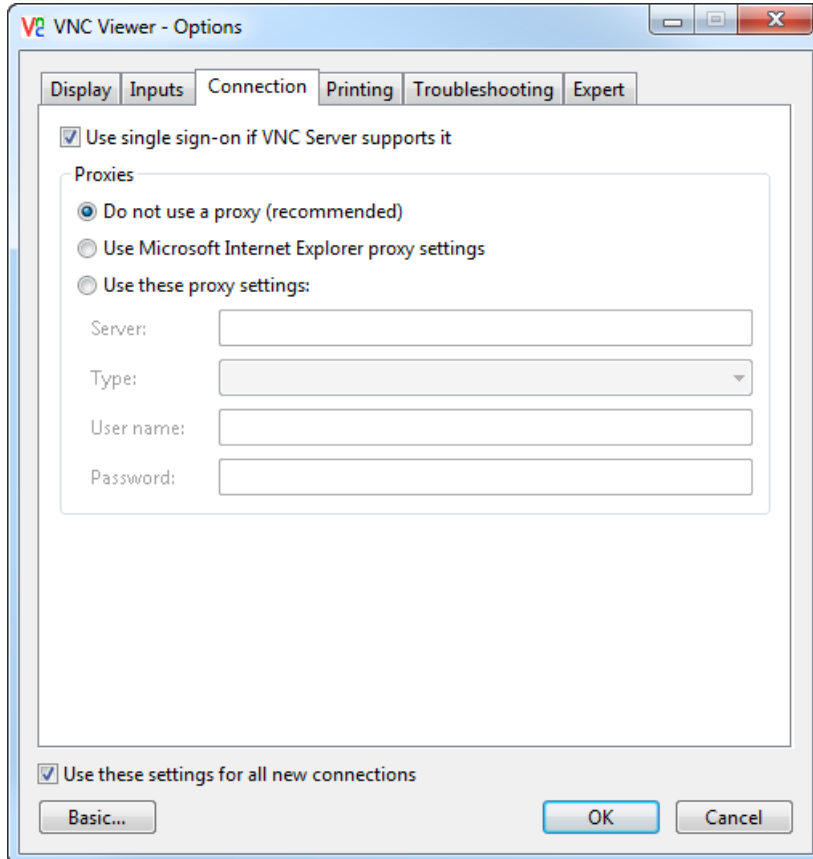 VNC Viewer - Options
Display Inputs Connection Printing Troubleshooting Expert
Use single sign-on if VNC Server supports it
Proxies
Do not use a proxy (recommended)
Use Microsoft Internet Explorer proxy settings
Use these proxy settings:
Server:
Type:
User name:
Password:
Use these settings for all new connections
Basic... OK Cancel